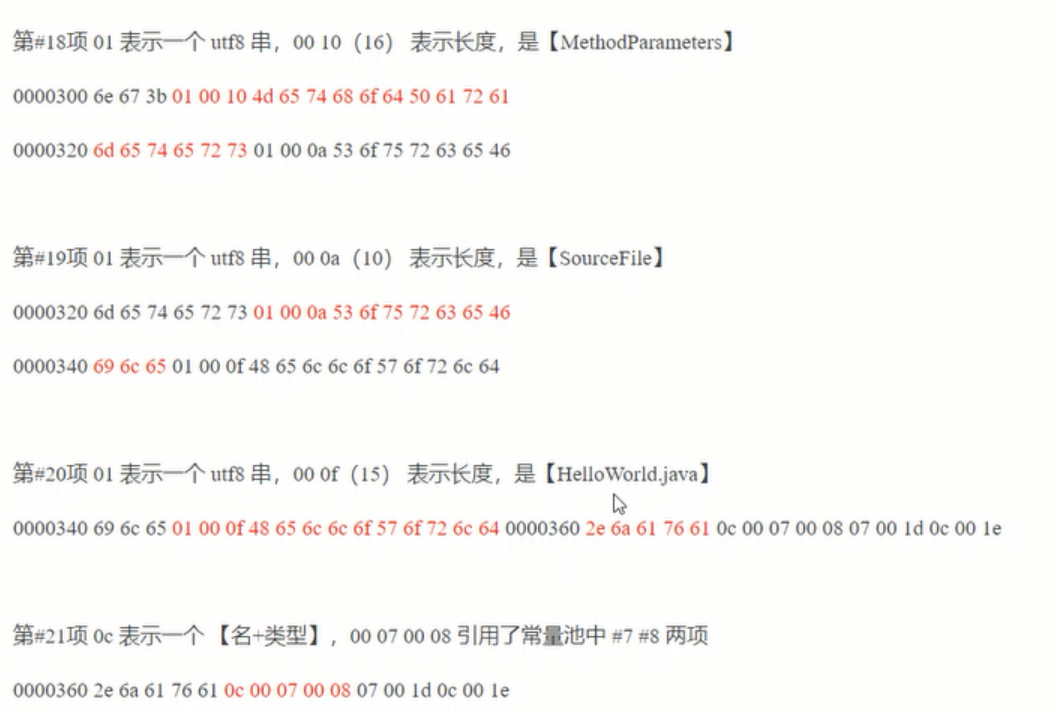 第#18项 01 表示一个 utf8 串，00 10（16） 表示长度，是【MethodParameters】
0000300 6e 67 3b 01 00 10 4d 65 74 68 6f 64 50 61 72 61
0000320 6d 65 74 65 72 73 01 00 0a 53 6f 75 72 63 65 46
第#19项 01 表示一个 utf8 串，00 0a（10） 表示长度，是【SourceFile】
0000320 6d 65 74 65 72 73 01 00 0a 53 6f 75 72 63 65 46
0000340 69 6c 65 01 00 0f 48 65 6c 6c 6f 57 6f 72 6c 64
第#20项 01 表示一个 utf8 串，00 0f（15） 表示长度，是【HelloWorld.java】
0000340 69 6c 65 01 00 0f 48 65 6c 6c 6f 57 6f 72 6c 64 0000360 2e 6a 61 76 61 0c 00 07 00 08 07 00 1d 0c 00 1e
第#21项 0c 表示一个 【名+类型】，00 07 00 08 引用了常量池中 #7 #8 两项
0000360 2e 6a 61 76 61 0c 00 07 00 08 07 00 1d 0c 00 1e